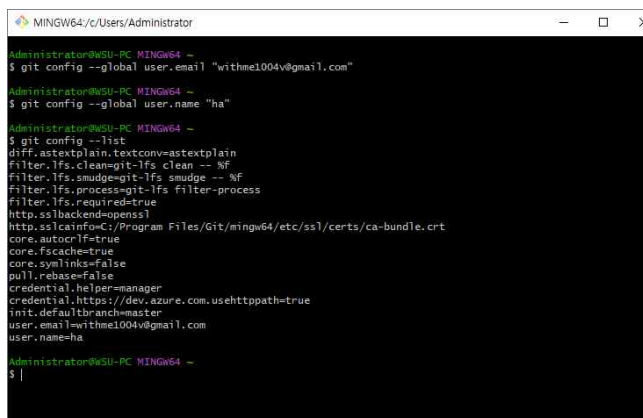 MINGW64:/c/Users/Administrator
Administrator@WSU-PC MINGW64 ~
$ git config --global user.email "withme1004v@gmail.com"
Administrator@WSU-PC MINGW64 ~
$ git config --global user.name "ha"
Administrator@WSU-PC MINGW64 ~
$ git config --list
diff.astextplain.textconv=astextplain
filter.lfs.clean=git-lfs clean -- %f
filter.lfs.smudge=git-lfs smudge -- %f
filter.lfs.process=git-lfs filter-process
filter.lfs.required=true
http.sslbackend=openssl
http.sslcainfo=C:/Program Files/Git/mingw64/etc/ssl/certs/ca-bundle.crt
core.autocrlf=true
core.fscache=true
core.symlinks=false
pull.rebase=false
credential.helper=manager
credential.https://dev.azure.com.usehttppath=true
init.defaultbranch=master
user.email=withme1004v@gmail.com
user.name=ha
Administrator@WSU-PC MINGW64 ~
$